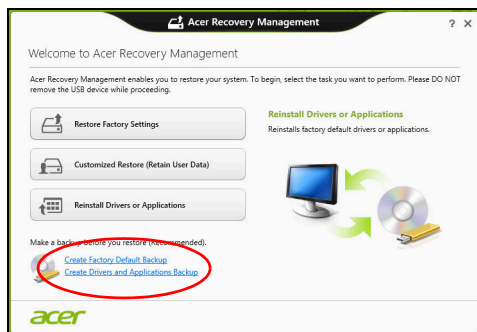 Acer Recovery Management
? ×
Welcome to Acer Recovery Management
Acer Recovery Management enables you to restore your system. To begin, select the task you want to perform. Please DO NOT
remove the USB device while proceeding.
Restore Factory Settings
Customized Restore (Retain User Data)
Reinstall Drivers or Applications
Reinstall Drivers or Applications
Reinstalls factory default drivers or applications.
Make a backup before you restore (Recommended).
Create Factory Default Backup
Create Drivers and Applications Backup
acer